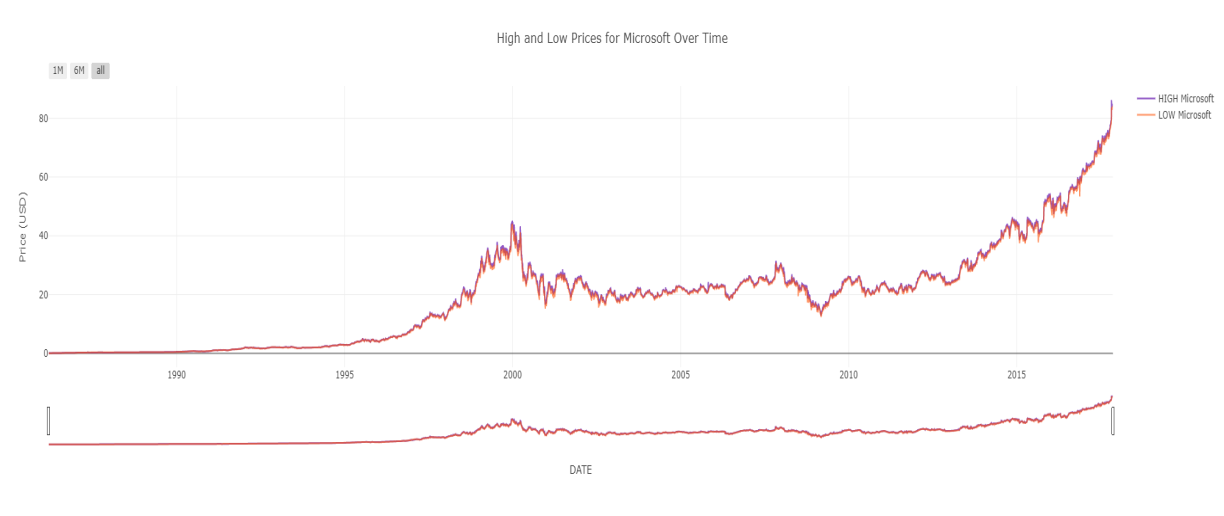 High and Low Prices for Microsoft Over Time
1M 6M all
HIGH Microsoft
LOW Microsoft
Price (USD)
80
60
40
20
0
1990 1995 2000 2005 2010 2015
DATE